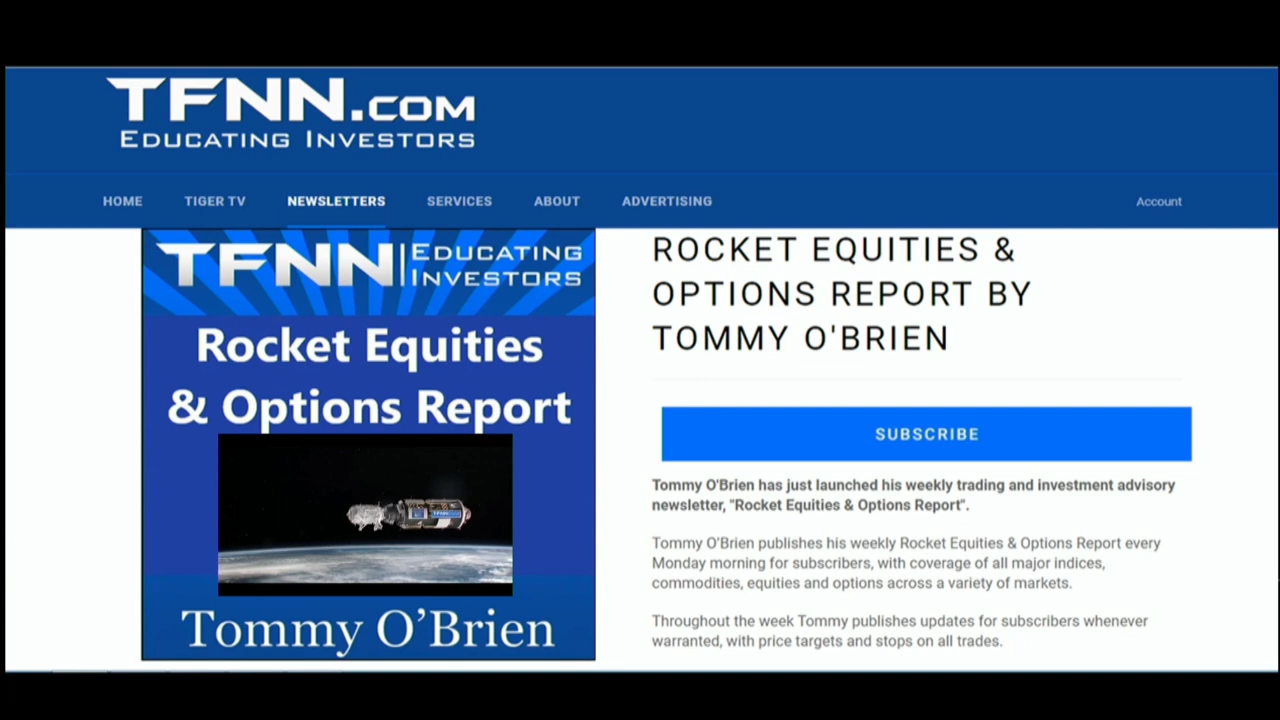 TFNN.COM
EDUCATING INVESTORS
HOME TIGER TV NEWSLETTERS SERVICES ABOUT ADVERTISING Account
TFNN EDUCATING
INVESTORS
Rocket Equities
& Options Report
TFNN
Tommy O’Brien
ROCKET EQUITIES &
OPTIONS REPORT BY
TOMMY O'BRIEN
SUBSCRIBE
Tommy O'Brien has just launched his weekly trading and investment advisory
newsletter, "Rocket Equities & Options Report".
Tommy O’Brien publishes his weekly Rocket Equities & Options Report every
Monday morning for subscribers, with coverage of all major indices,
commodities, equities and options across a variety of markets.
Throughout the week Tommy publishes updates for subscribers whenever
warranted, with price targets and stops on all trades.